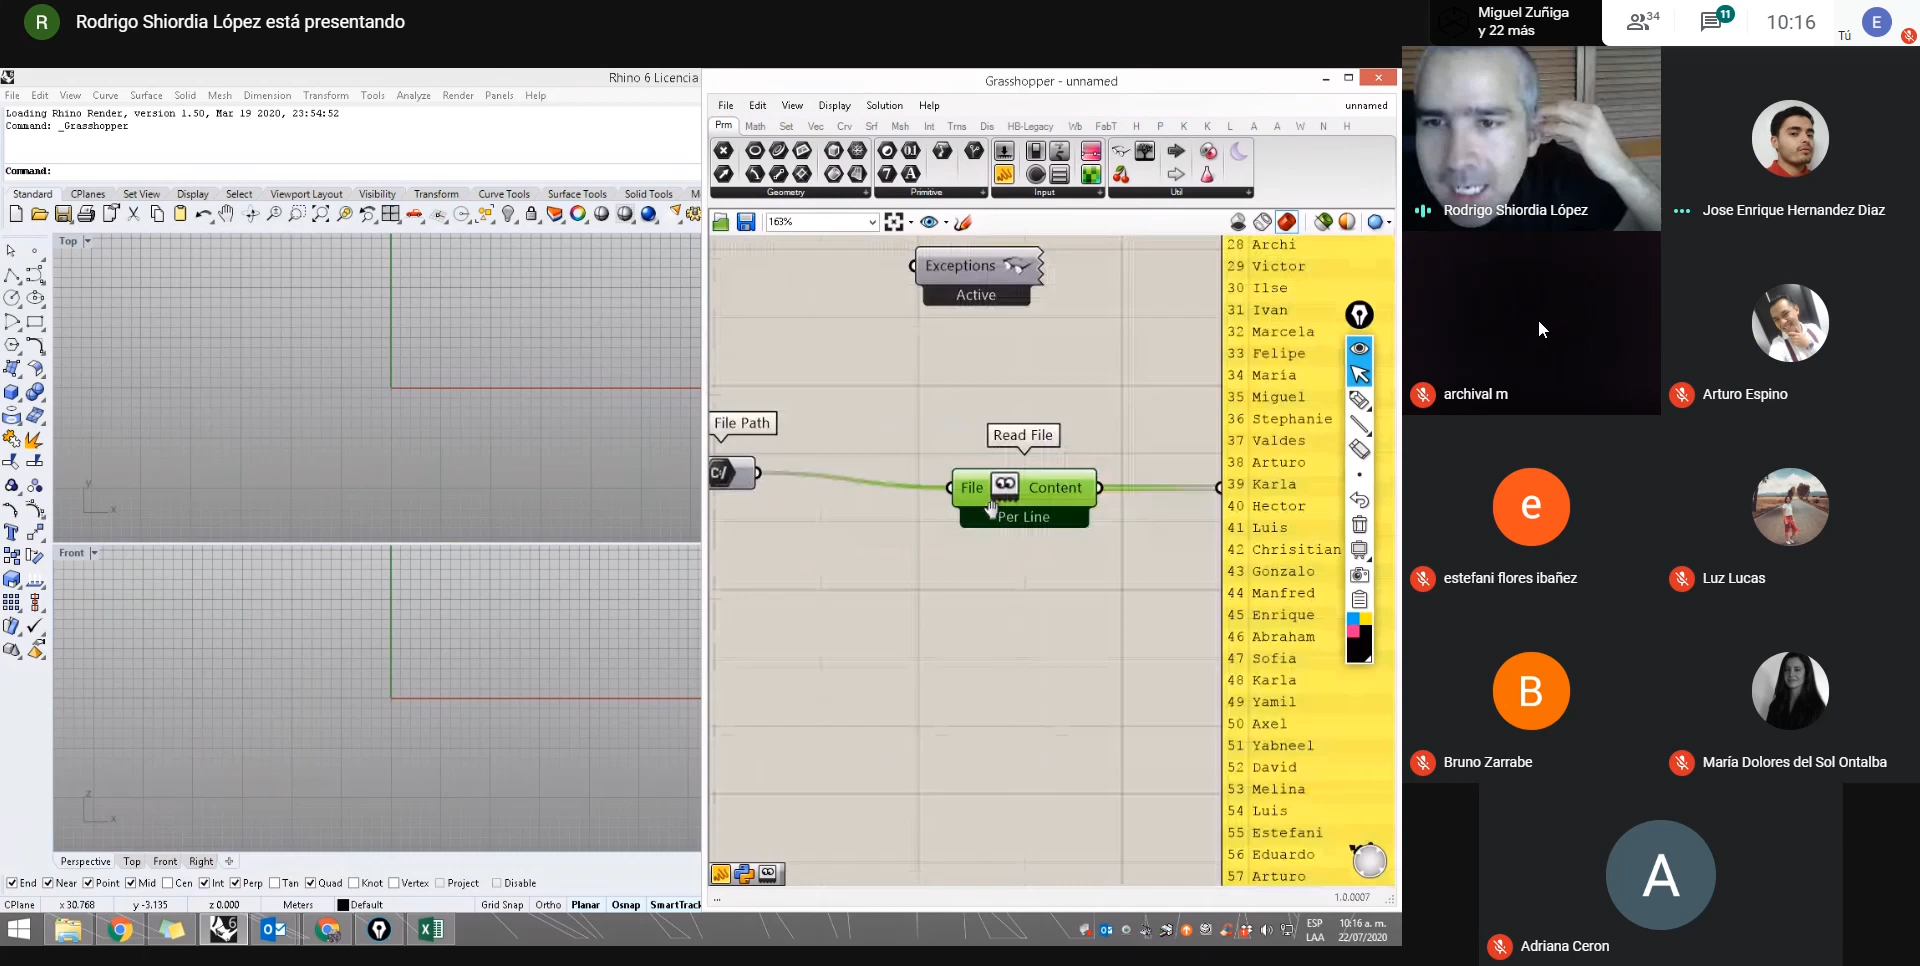 R Rodrigo Shiordia López está presentando
Miguel Zuñiga
y 22 más
34
11
10:16
Tú
E
Rhino 6 Licencia
File Edit View Curve Surface Solid Mesh Dimension Transform Tools Analyze Render Panels Help
Loading Rhino Render, version 1.50, Mar 19 2020, 23:54:52
Command: _Grasshopper
Command:
Standard CPlanes Set View Display Select Viewport Layout Visibility Transform Curve Tools Surface Tools Solid Tools M
Top
y
x
Front
z
x
Perspective Top Front Right
End Near Point Mid Cen Int Perp Tan Quad Knot Vertex Project Disable
CPlane x 30.768 y -3.135 z 0.000 Meters Default Grid Snap Ortho Planar Osnap SmartTrack
Grasshopper - unnamed
File Edit View Display Solution Help
unnamed
Prm Math Set Vec Crv Srf Msh Int Trns Dis HB-Legacy Wb FabT H P K K L A A W N H
Geometry Primitive Input Util
163%
Exceptions
Active
File Path
C:/
Read File
File Content
Per Line
28 Archi
29 Victor
30 Ilse
31 Ivan
32 Marcela
33 Felipe
34 María
35 Miguel
36 Stephanie
37 Valdes
38 Arturo
39 Karla
40 Hector
41 Luis
42 Chrisitian
43 Gonzalo
44 Manfred
45 Enrique
46 Abraham
47 Sofia
48 Karla
49 Yamil
50 Axel
51 Yabneel
52 David
53 Melina
54 Luis
55 Estefani
56 Eduardo
57 Arturo
...
1.0.0007
ESP
LAA
10:16 a. m.
22/07/2020
Rodrigo Shiordia López
Jose Enrique Hernandez Diaz
archival m
Arturo Espino
e
estefani flores ibañez
Luz Lucas
B
Bruno Zarrabe
María Dolores del Sol Ontalba
A
Adriana Ceron